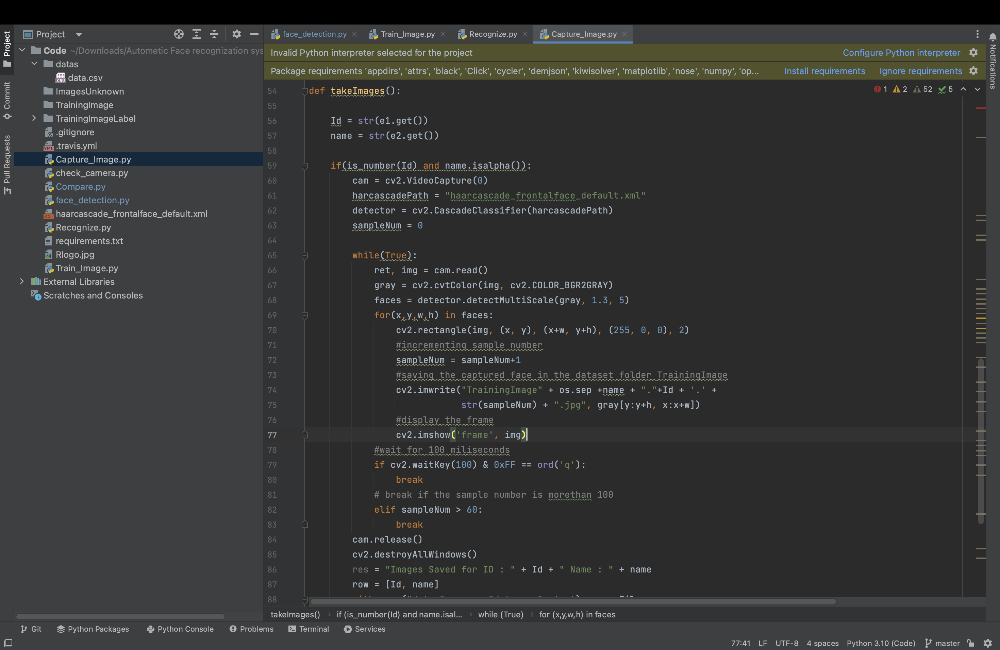 Project
Code ~/Downloads/Autometic Face recognization sys
datas
data.csv
ImagesUnknown
TrainingImage
TrainingImageLabel
.gitignore
.travis.yml
Capture_Image.py
check_camera.py
Compare.py
face_detection.py
haarcascade_frontalface_default.xml
Recognize.py
requirements.txt
Rlogo.jpg
Train_Image.py
External Libraries
Scratches and Consoles
Project
Commit
Pull Requests
face_detection.py
Train_Image.py
Recognize.py
Capture_Image.py
Notifications
Invalid Python interpreter selected for the project
Configure Python interpreter
Package requirements 'appdirs', 'attrs', 'black', 'Click', 'cycler', 'demjson', 'kiwisolver', 'matplotlib', 'nose', 'numpy', 'op...
Install requirements
Ignore requirements
1 2 52 5
54 def takeImages():
55
56 Id = str(e1.get())
57 name = str(e2.get())
58
59 if(is_number(Id) and name.isalpha()):
60 cam = cv2.VideoCapture(0)
61 harcascadePath = "haarcascade_frontalface_default.xml"
62 detector = cv2.CascadeClassifier(harcascadePath)
63 sampleNum = 0
64
65 while(True):
66 ret, img = cam.read()
67 gray = cv2.cvtColor(img, cv2.COLOR_BGR2GRAY)
68 faces = detector.detectMultiScale(gray, 1.3, 5)
69 for(x,y,w,h) in faces:
70 cv2.rectangle(img, (x, y), (x+w, y+h), (255, 0, 0), 2)
71 #incrementing sample number
72 sampleNum = sampleNum+1
73 #saving the captured face in the dataset folder TrainingImage
74 cv2.imwrite("TrainingImage" + os.sep +name + "."+Id + '.' +
75 str(sampleNum) + ".jpg", gray[y:y+h, x:x+w])
76 #display the frame
77 cv2.imshow('frame', img)
78 #wait for 100 miliseconds
79 if cv2.waitKey(100) & 0xFF == ord('q'):
80 break
81 # break if the sample number is morethan 100
82 elif sampleNum > 60:
83 break
84 cam.release()
85 cv2.destroyAllWindows()
86 res = "Images Saved for ID : " + Id + " Name : " + name
87 row = [Id, name]
88
takeImages() › if (is_number(Id) and name.isal... › while (True) › for (x,y,w,h) in faces
Git Python Packages Python Console Problems Terminal Services
77:41 LF UTF-8 4 spaces Python 3.10 (Code) master